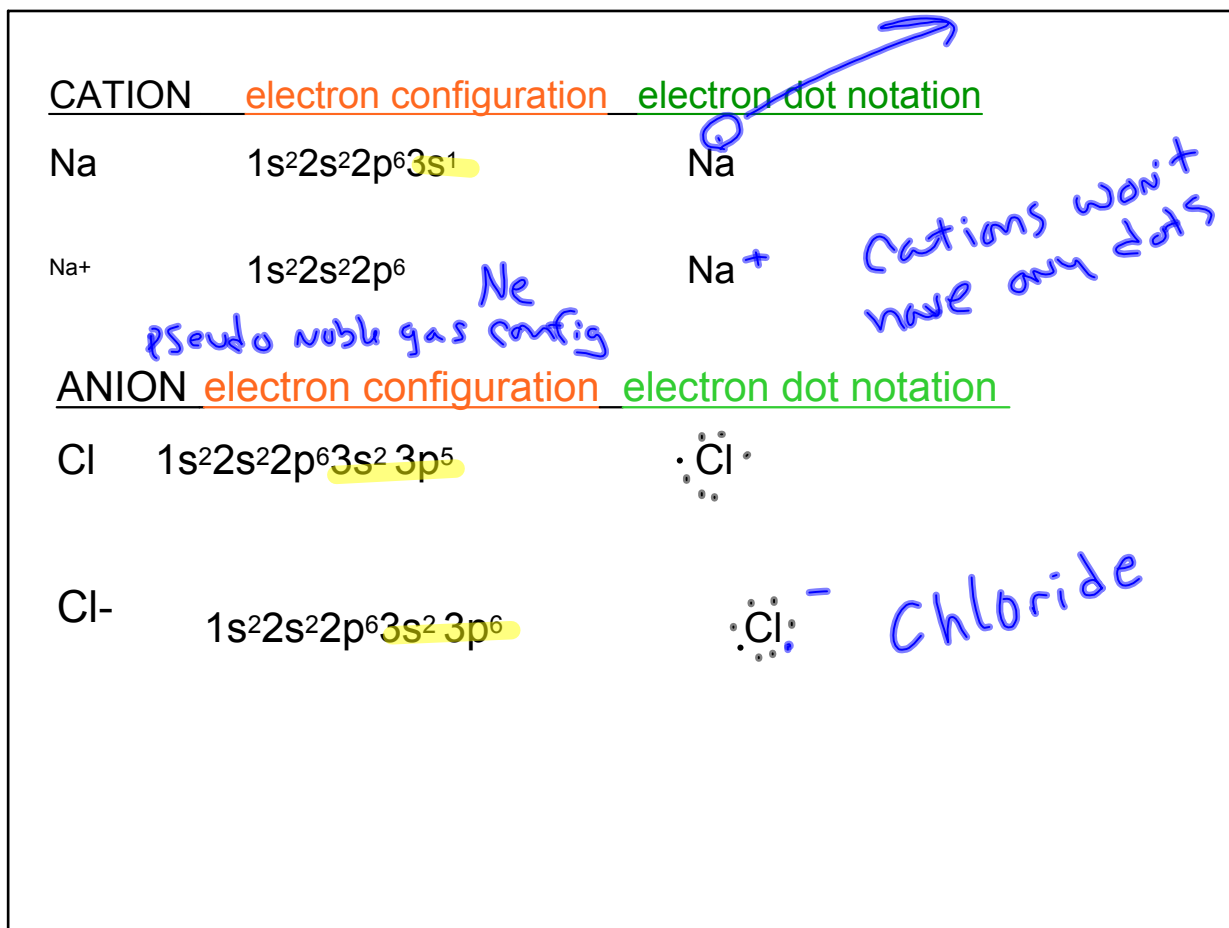 CATION electron configuration electron dot notation
Na 1s²2s²2p⁶3s¹ Na
Na+ 1s²2s²2p⁶ Na+
Cations won't
have any dots
Ne
pseudo noble gas config
ANION electron configuration electron dot notation
Cl 1s²2s²2p⁶3s² 3p⁵ Cl
Cl- 1s²2s²2p⁶3s² 3p⁶ Cl - Chloride